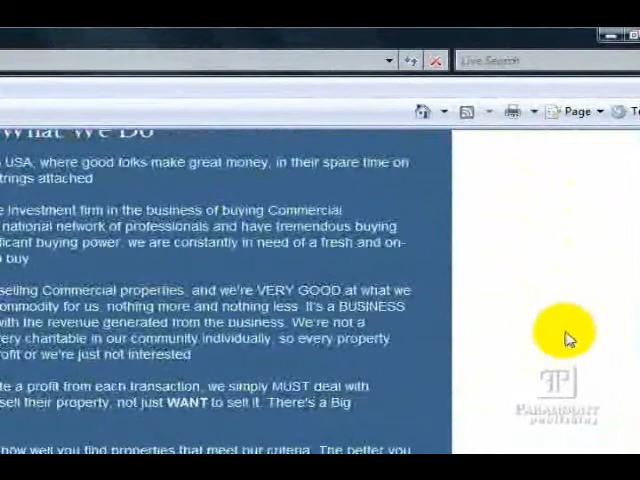 Live Search
Page
To
What We Do
USA, where good folks make great money, in their spare time on
trings attached
e Investment firm in the business of buying Commercial
national network of professionals and have tremendous buying
ficant buying power, we are constantly in need of a fresh and on-
o buy
selling Commercial properties, and we're VERY GOOD at what we
ommodity for us, nothing more and nothing less. It's a BUSINESS
with the revenue generated from the business. We're not a
very charitable in our community individually, so every property
rofit or we're just not interested
te a profit from each transaction, we simply MUST deal with
sell their property, not just WANT to sell it. There's a Big
how well you find properties that meet our criteria. The better you
PARAMOUNT
publishing